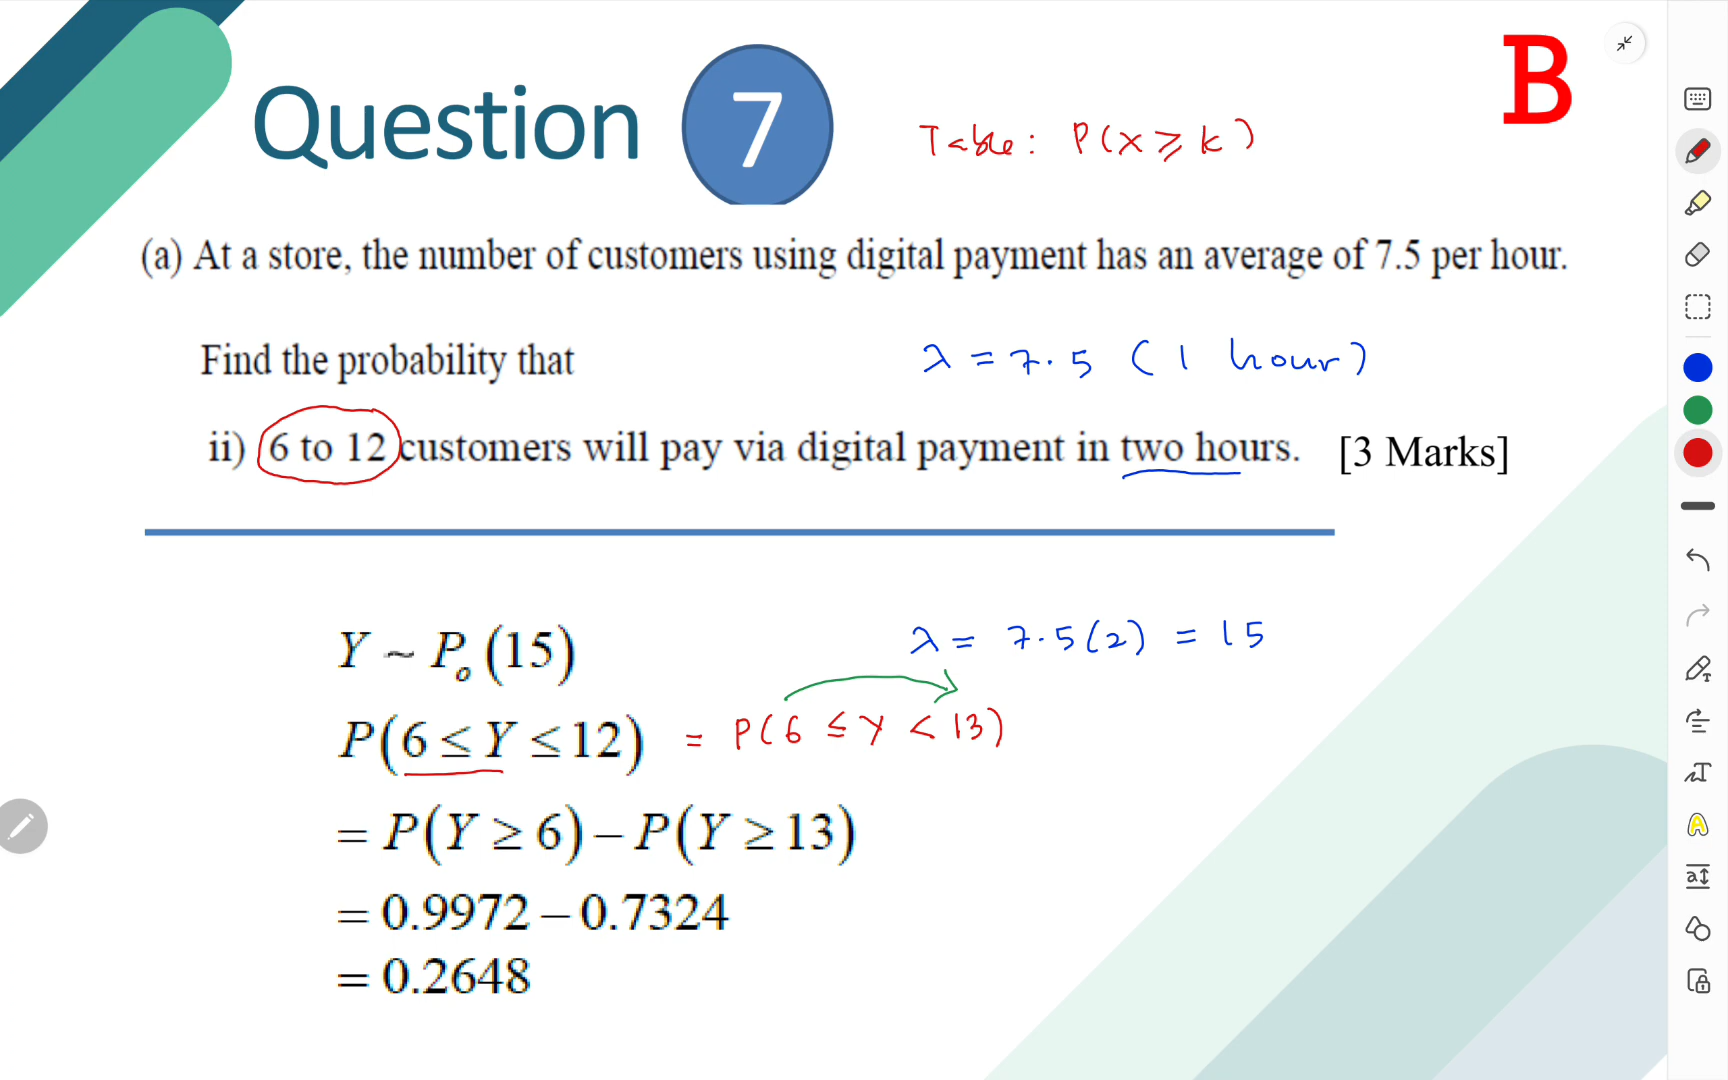 Question 7
B
Table: P(X ≥ k)
(a) At a store, the number of customers using digital payment has an average of 7.5 per hour.
Find the probability that
λ = 7.5 (1 hour)
ii) 6 to 12 customers will pay via digital payment in two hours. [3 Marks]
Y ~ Pₒ(15)
λ = 7.5(2) = 15
P(6 ≤ Y ≤ 12) = P(6 ≤ Y < 13)
= P(Y ≥ 6) − P(Y ≥ 13)
= 0.9972 − 0.7324
= 0.2648